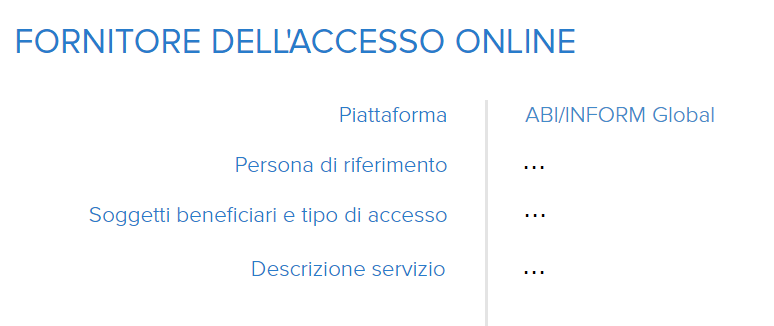 FORNITORE DELL'ACCESSO ONLINE
Piattaforma ABI/INFORM Global
Persona di riferimento ...
Soggetti beneficiari e tipo di accesso ...
Descrizione servizio ...